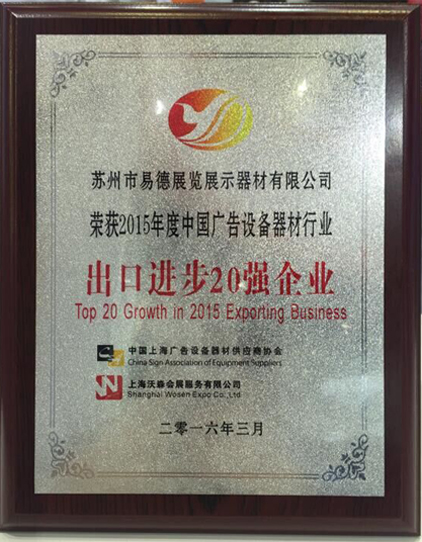 苏州市易德展览展示器材有限公司
荣获2015年度中国广告设备器材行业
出口进步20强企业
Top 20 Growth in 2015 Exporting Business
中国上海广告设备器材供应商协会
China Sign Association of Equipment Suppliers
上海沃森会展服务有限公司
Shanghai Wosen Expo Co.,Ltd
二零一六年三月